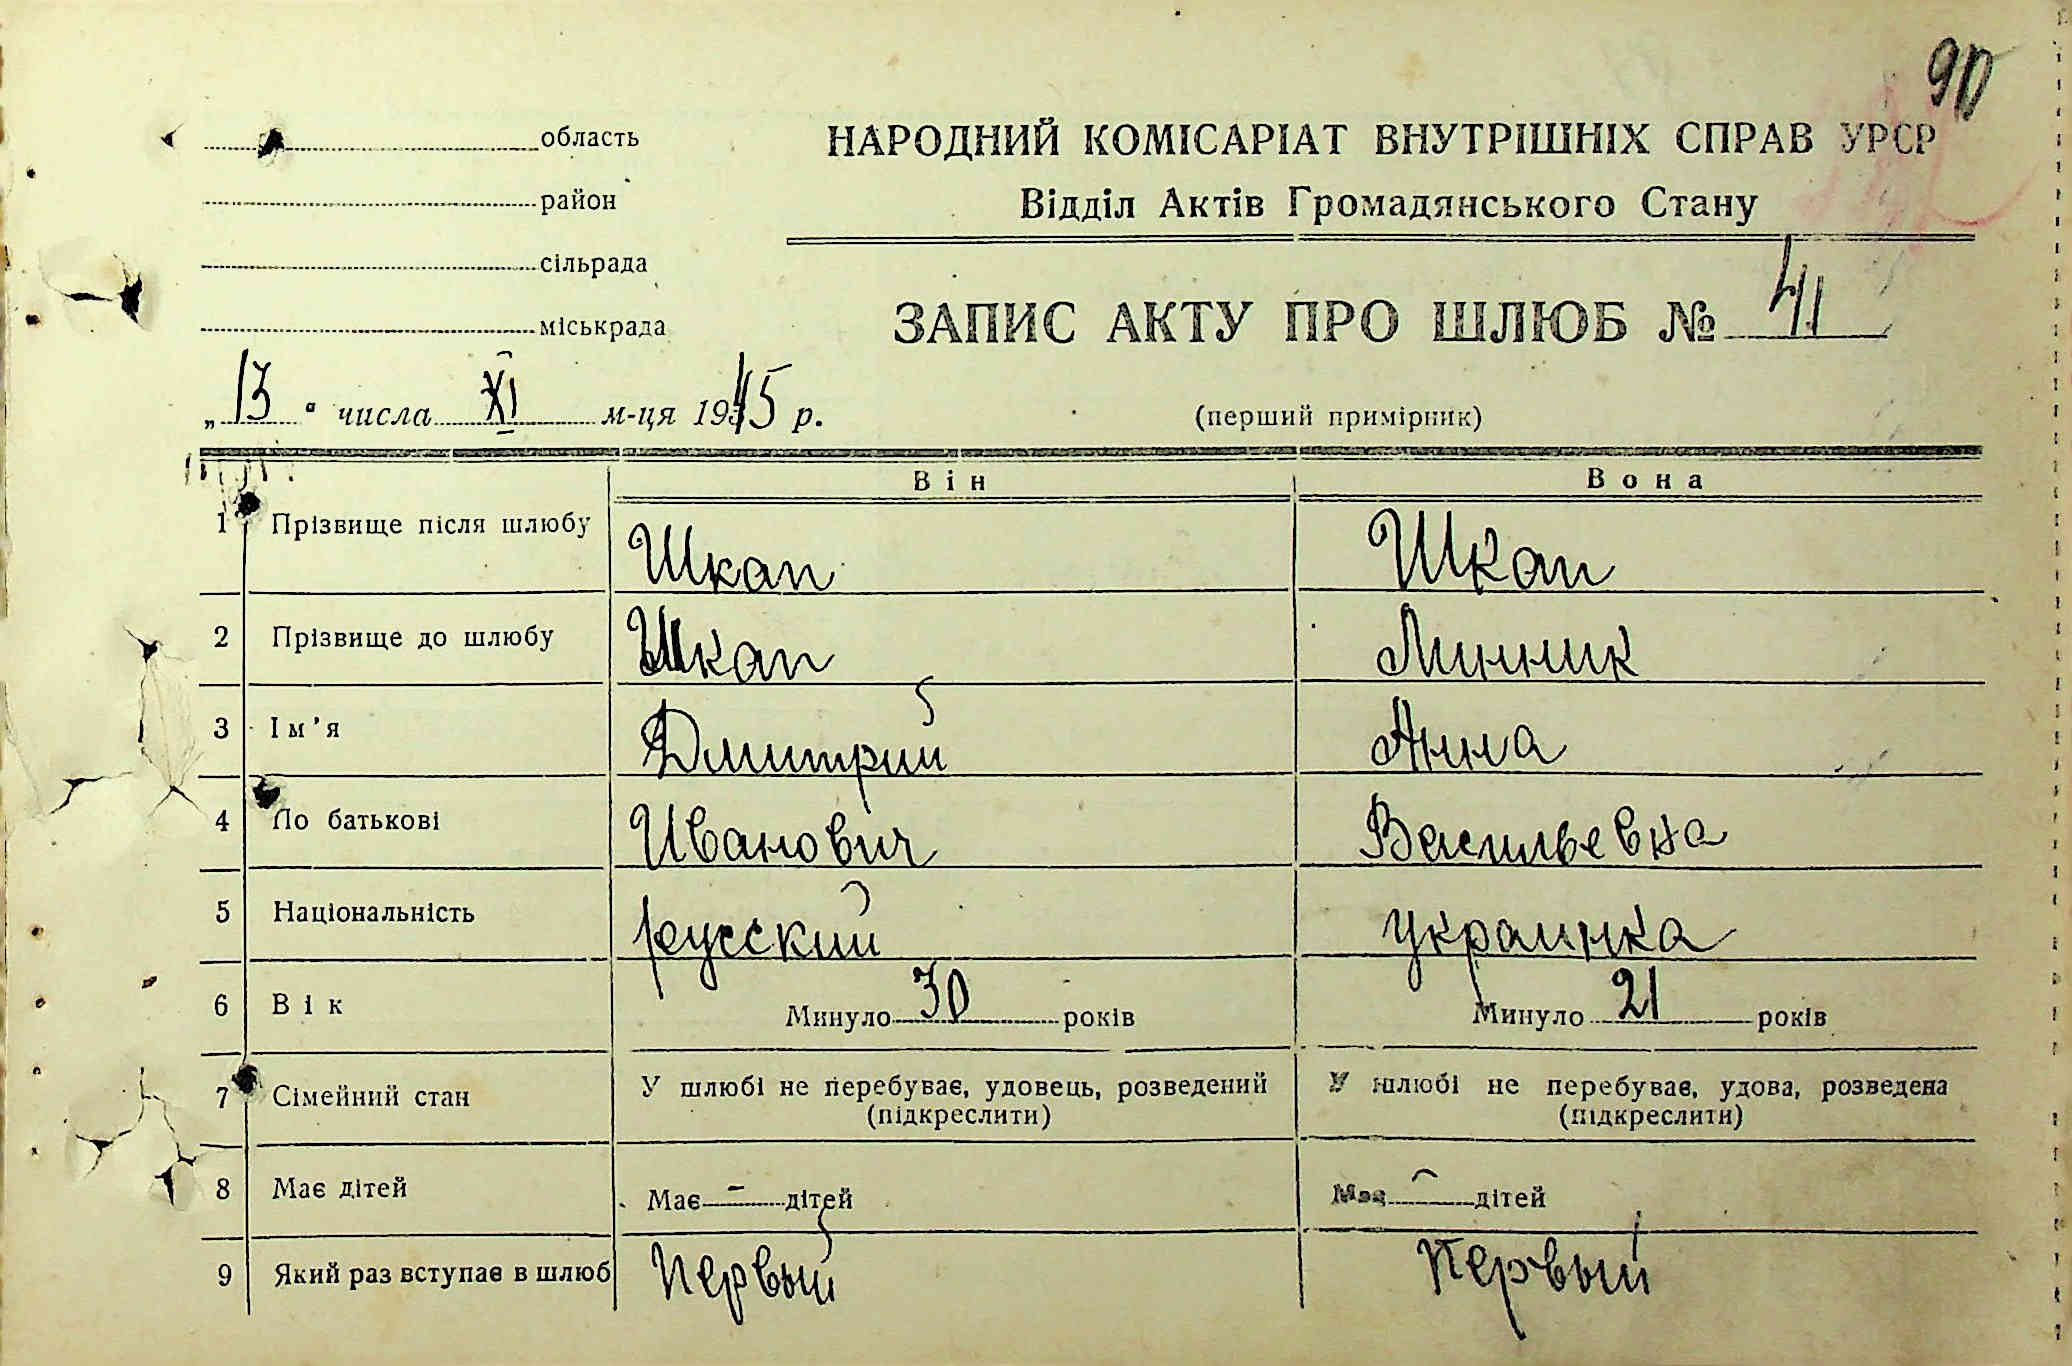 90
область
район
сільрада
міськрада
НАРОДНИЙ КОМІСАРІАТ ВНУТРІШНІХ СПРАВ УРСР
Відділ Актів Громадянського Стану
ЗАПИС АКТУ ПРО ШЛЮБ № 41
„13“ числа XI м-ця 1945 р.
(перший примірник)
Він Вона
1 Прізвище після шлюбу Шкап Шкап
2 Прізвище до шлюбу Шкап Линник
3 Ім’я Дмитрий Анна
4 По батькові Иванович Васильевна
5 Національність русский украинка
6 Вік Минуло 30 років Минуло 21 років
7 Сімейний стан У шлюбі не перебуває, удовець, розведений У шлюбі не перебуває, удова, розведена
(підкреслити) (підкреслити)
8 Має дітей Має - дітей Має - дітей
9 Який раз вступає в шлюб Первый Первый